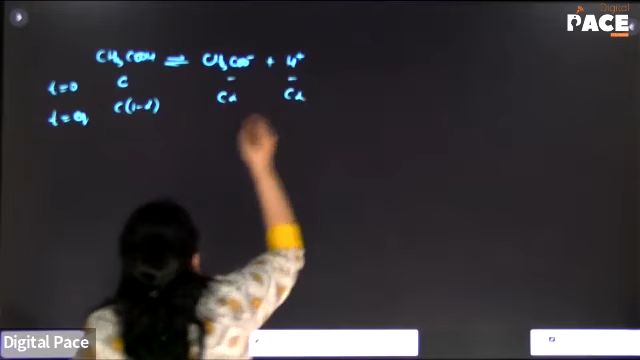 Digital
PACE
CH₃COOH ⇌ CH₃COO⁻ + H⁺
t=0 C - -
t=eq C(1-α) Cα Cα
Digital Pace